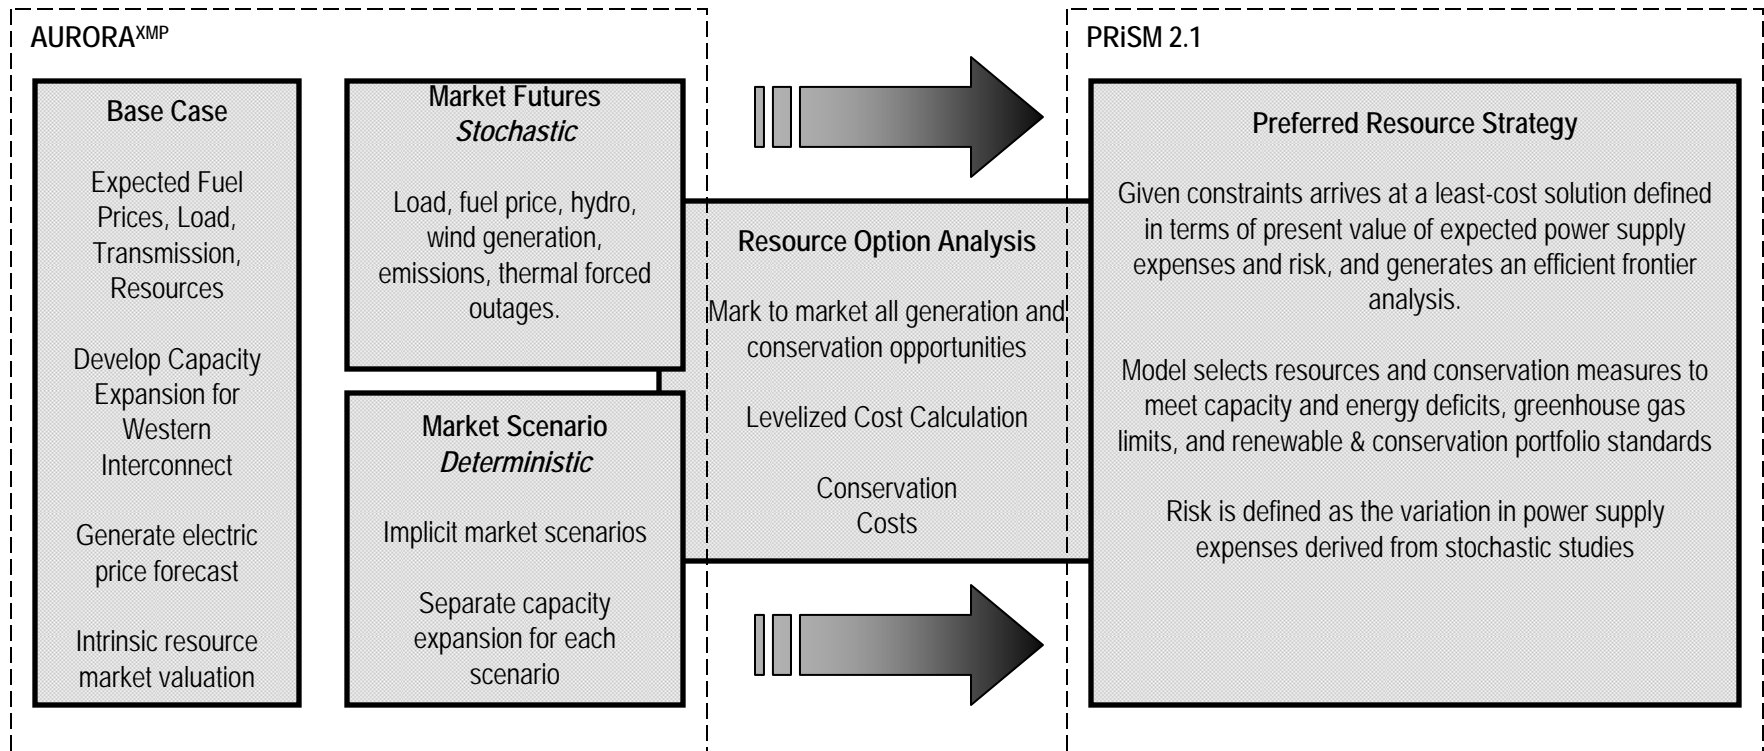 AURORAXMP
Base Case
Expected Fuel
Prices, Load,
Transmission,
Resources
Develop Capacity
Expansion for
Western
Interconnect
Generate electric
price forecast
Intrinsic resource
market valuation
Market Futures
Stochastic
Load, fuel price, hydro,
wind generation,
emissions, thermal forced
outages.
Market Scenario
Deterministic
Implicit market scenarios
Separate capacity
expansion for each
scenario
Resource Option Analysis
Mark to market all generation and
conservation opportunities
Levelized Cost Calculation
Conservation
Costs
PRiSM 2.1
Preferred Resource Strategy
Given constraints arrives at a least-cost solution defined
in terms of present value of expected power supply
expenses and risk, and generates an efficient frontier
analysis.
Model selects resources and conservation measures to
meet capacity and energy deficits, greenhouse gas
limits, and renewable & conservation portfolio standards
Risk is defined as the variation in power supply
expenses derived from stochastic studies